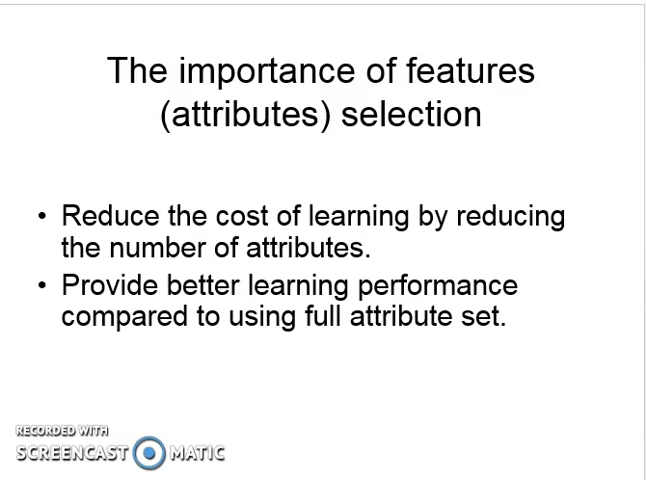 The importance of features
(attributes) selection
• Reduce the cost of learning by reducing
the number of attributes.
• Provide better learning performance
compared to using full attribute set.
RECORDED WITH
SCREENCAST MATIC